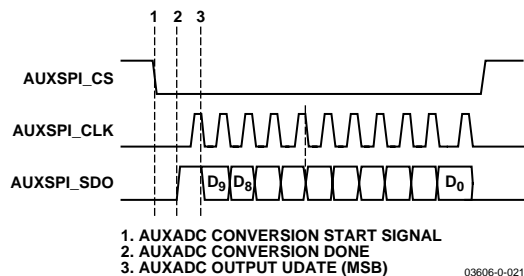 1 2 3
AUXSPI_CS
AUXSPI_CLK
AUXSPI_SDO D9 D8 D0
1. AUXADC CONVERSION START SIGNAL
2. AUXADC CONVERSION DONE
3. AUXADC OUTPUT UDATE (MSB)
03606-0-021